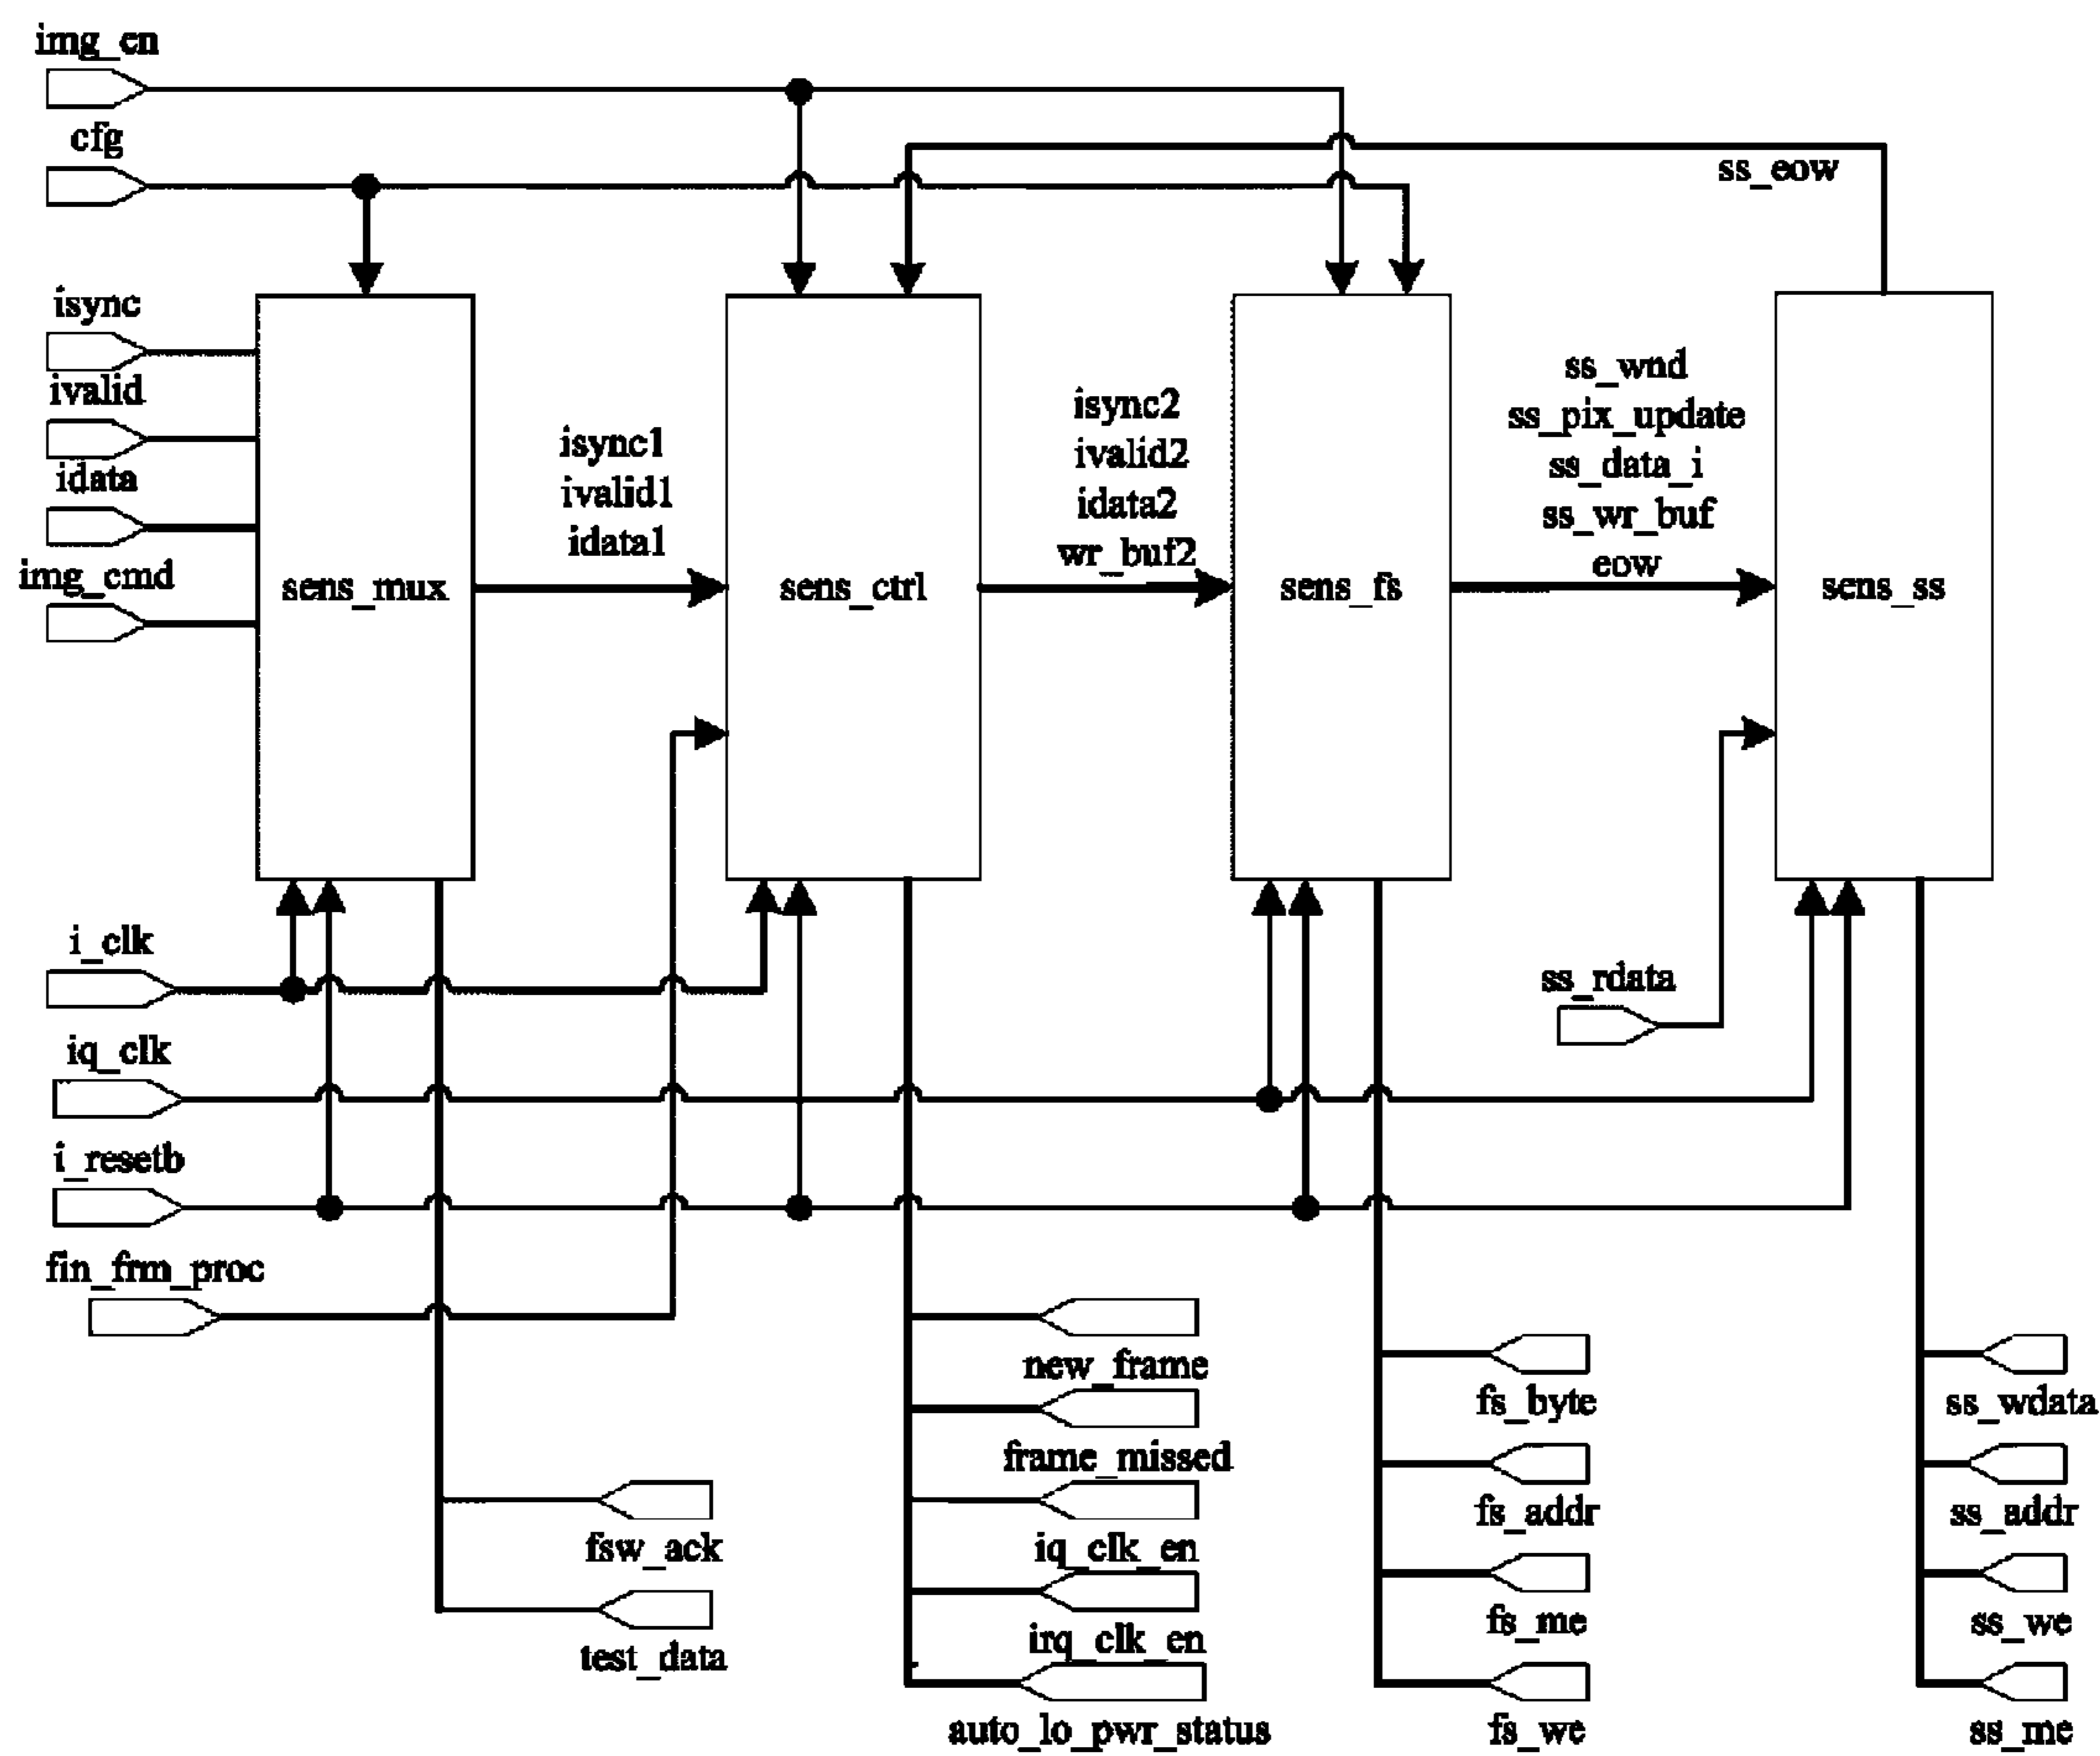 img_en
cfg
ss_eow
isync
ivalid
idata
img_cmd
isync1
ivalid1
idata1
isync2
ivalid2
idata2
wr_buf2
ss_wnd
ss_pix_update
ss_data_i
ss_wr_buf
eow
sens_mux
sens_ctrl
sens_fs
sens_ss
i_clk
iq_clk
i_resetb
fin_frm_proc
ss_rdata
fsw_ack
test_data
new_frame
frame_missed
iq_clk_en
irq_clk_en
auto_lo_pwr_status
fs_byte
fs_addr
fs_me
fs_we
ss_wdata
ss_addr
ss_we
ss_me